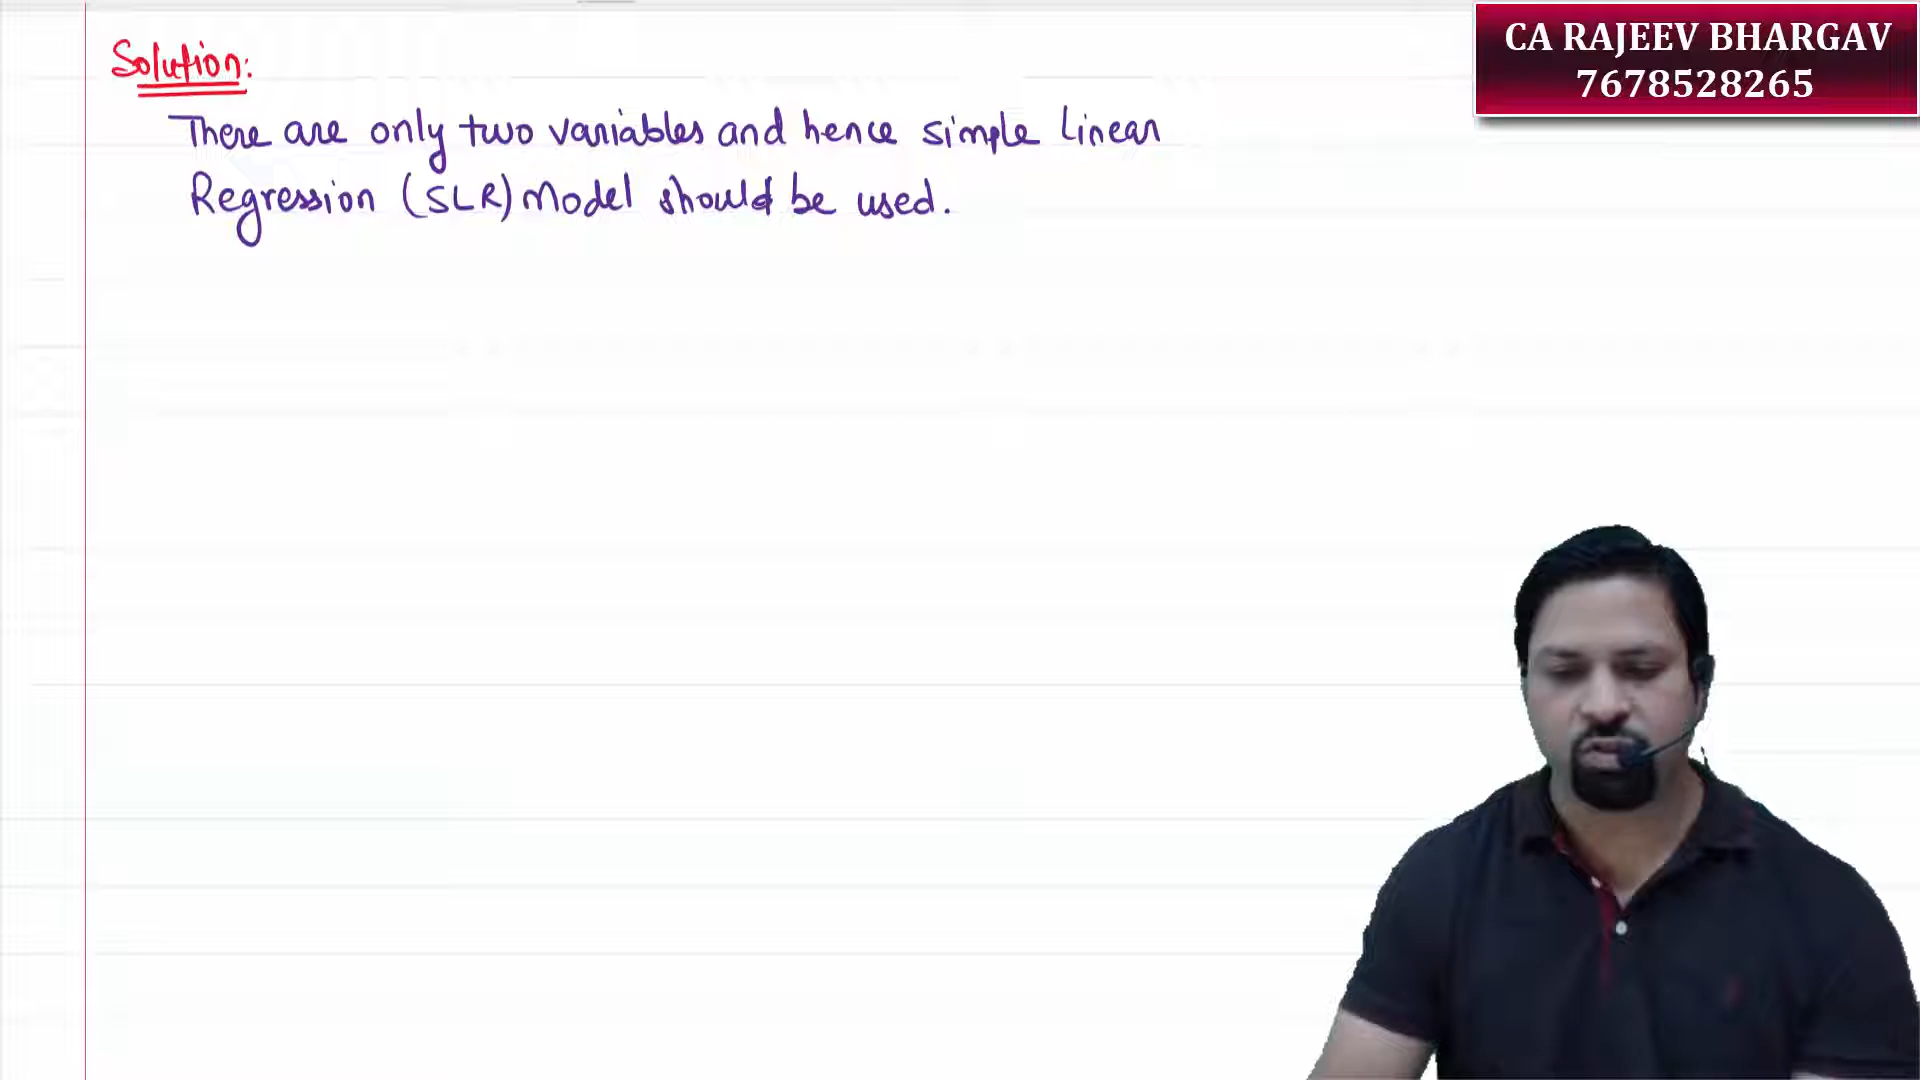 Solution:
There are only two variables and hence simple Linear
Regression (SLR) Model should be used.
CA RAJEEV BHARGAV
7678528265